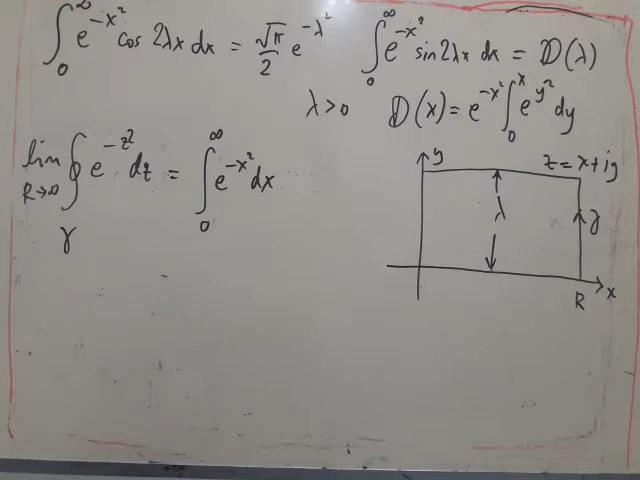 ∫₀^∞ e^{-x²} cos 2λx dx = √π/2 e^{-λ²}   ∫₀^∞ e^{-x²} sin 2λx dx = 𝔻(λ)
λ>0   𝔻(x) = e^{-x²} ∫₀^x e^{y²} dy
lim_{R→∞} ∮_γ e^{-z²} dz = ∫₀^∞ e^{-x²} dx
y   z = x + iy
λ   γ
R   x